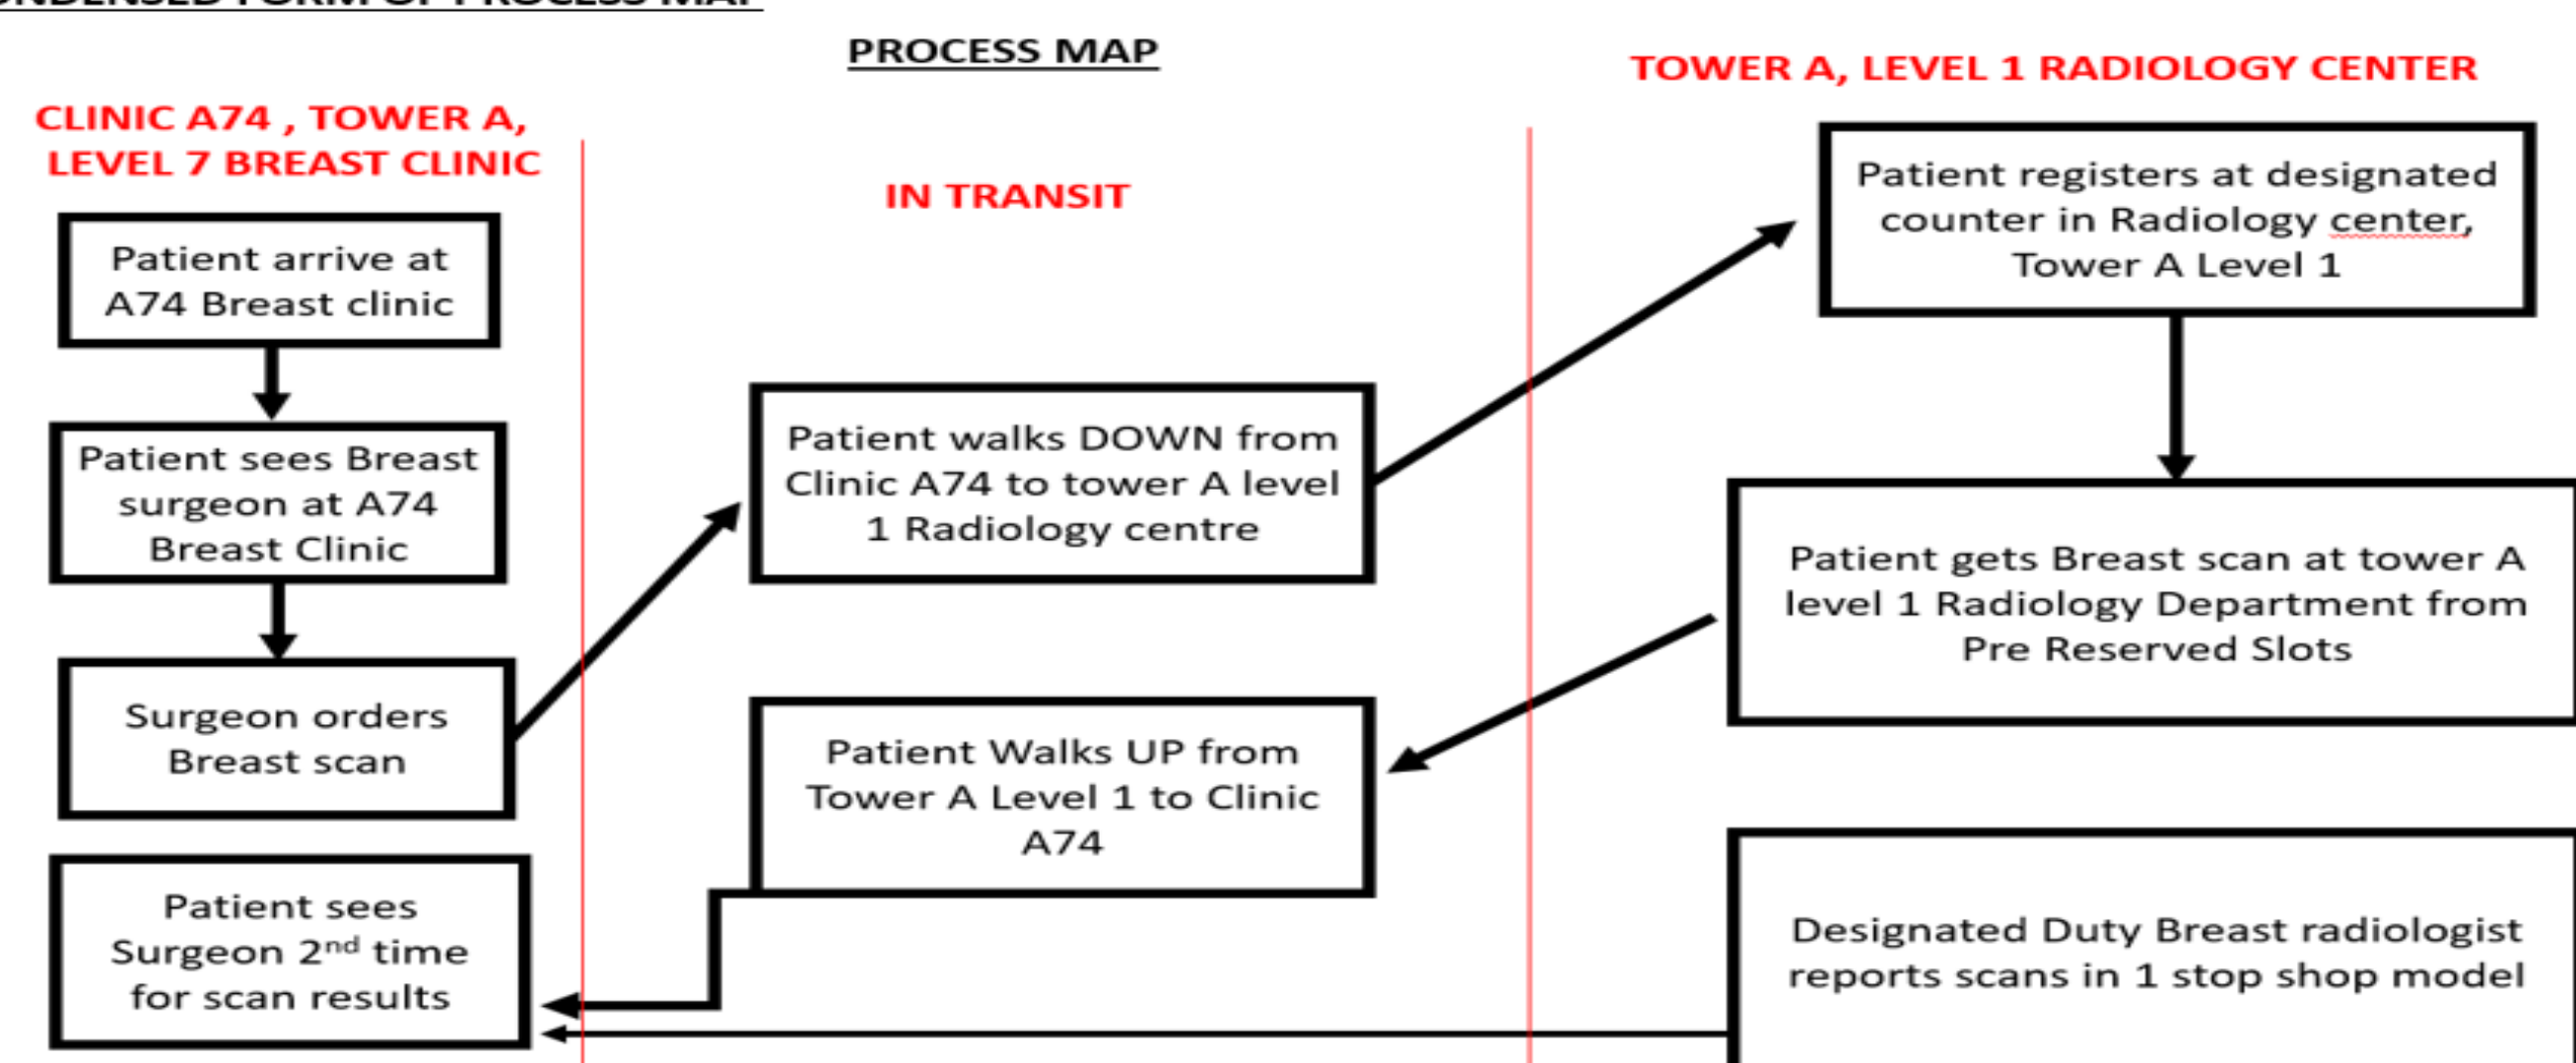 CONDENSED FORM OF PROCESS MAP
PROCESS MAP
CLINIC A74 , TOWER A,
LEVEL 7 BREAST CLINIC
Patient arrive at
A74 Breast clinic
Patient sees Breast
surgeon at A74
Breast Clinic
Surgeon orders
Breast scan
Patient sees
Surgeon 2nd time
for scan results
IN TRANSIT
Patient walks DOWN from
Clinic A74 to tower A level
1 Radiology centre
Patient Walks UP from
Tower A Level 1 to Clinic
A74
TOWER A, LEVEL 1 RADIOLOGY CENTER
Patient registers at designated
counter in Radiology center,
Tower A Level 1
Patient gets Breast scan at tower A
level 1 Radiology Department from
Pre Reserved Slots
Designated Duty Breast radiologist
reports scans in 1 stop shop model